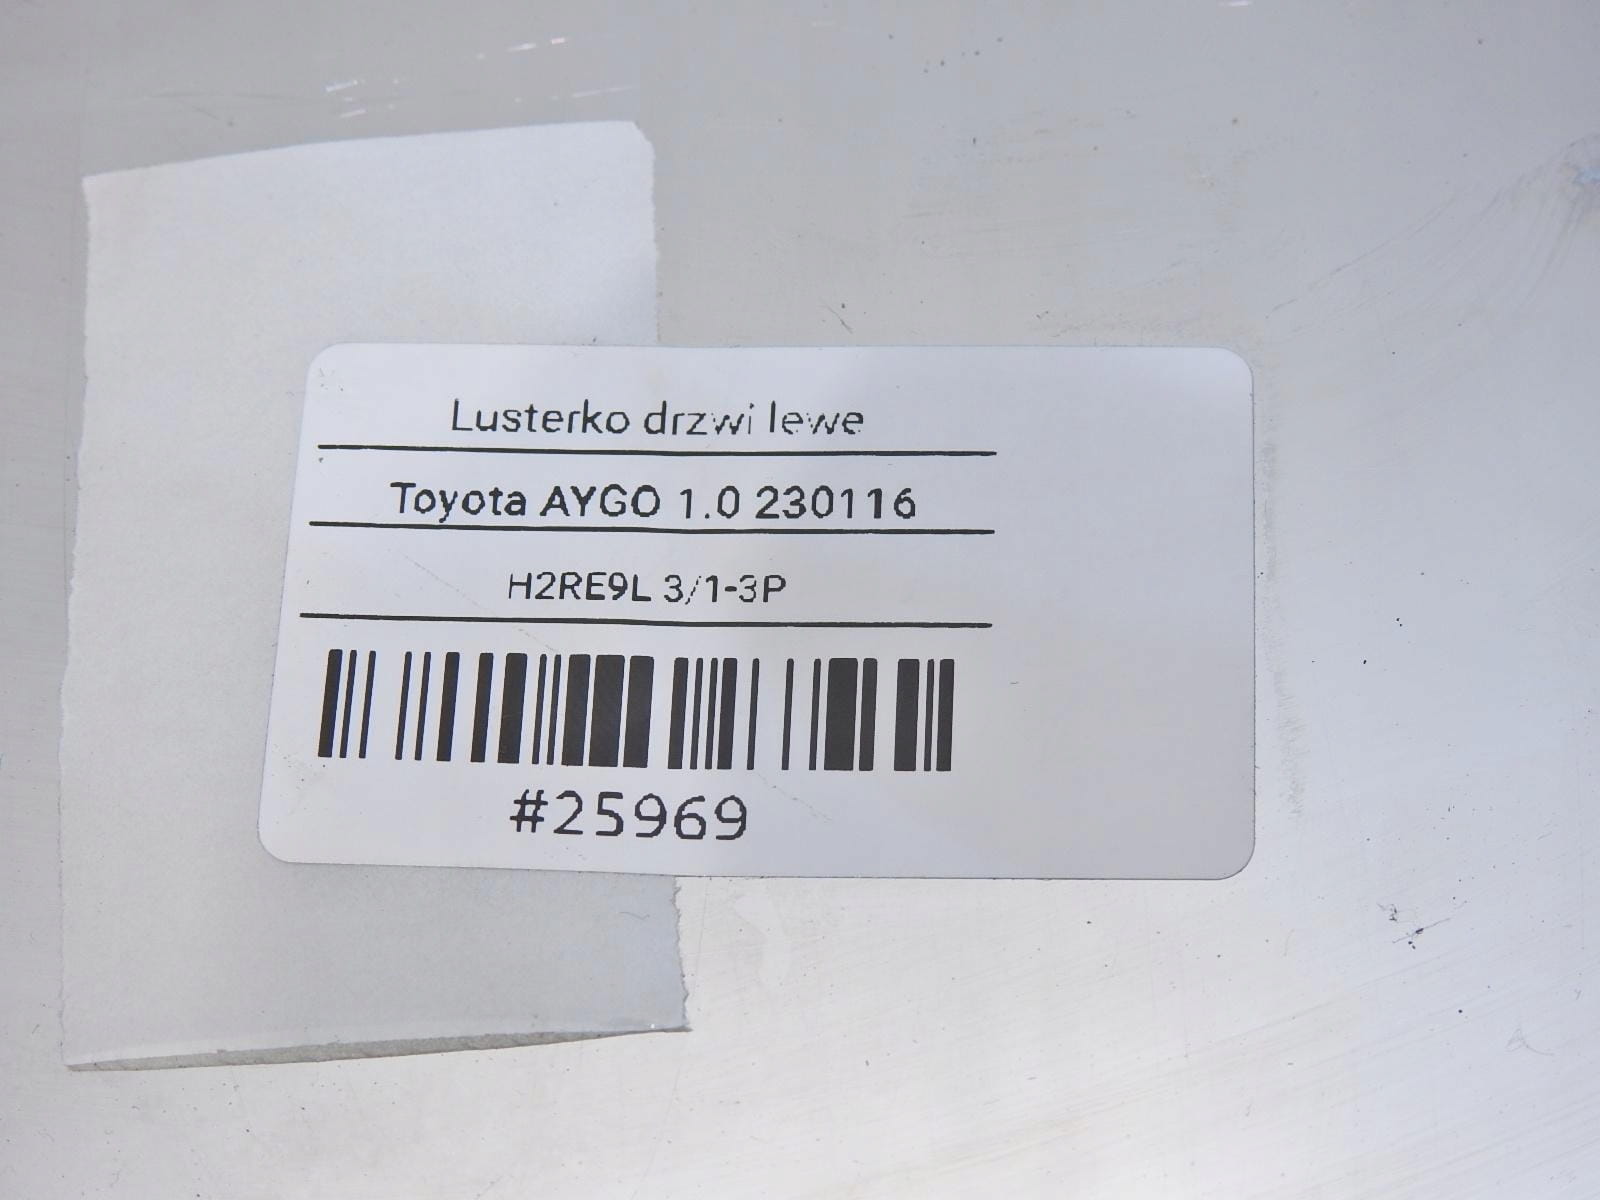 Lusterko drzwi lewe
Toyota AYGO 1.0 230116
H2RE9L 3/1-3P
#25969